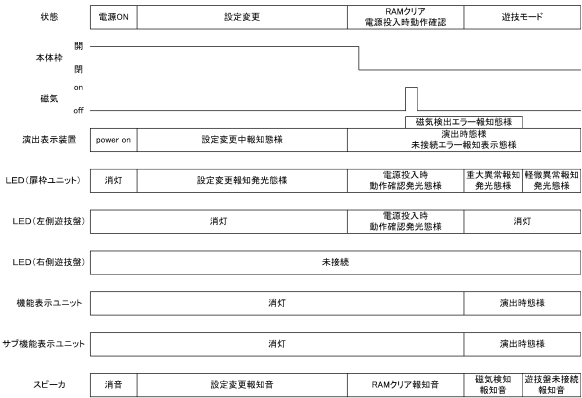 状態
電源ON
設定変更
RAMクリア
電源投入時動作確認
遊技モード
本体枠
開
閉
磁気
on
off
磁気検出エラー報知態様
演出表示装置
power on
設定変更中報知態様
演出時態様
未接続エラー報知表示態様
LED(扉枠ユニット)
消灯
設定変更報知発光態様
電源投入時
動作確認発光態様
重大異常報知
発光態様
軽微異常報知
発光態様
LED(左側遊技盤)
消灯
電源投入時
動作確認発光態様
消灯
LED(右側遊技盤)
未接続
機能表示ユニット
消灯
演出時態様
サブ機能表示ユニット
消灯
演出時態様
スピーカ
消音
設定変更報知音
RAMクリア報知音
磁気検知
報知音
遊技盤未接続
報知音